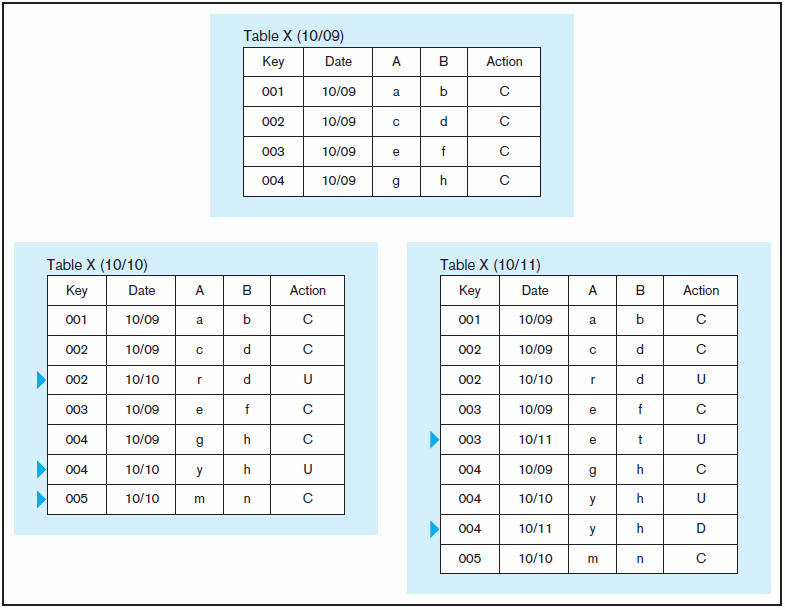 Table X (10/09)
Key Date A B Action
001 10/09 a b C
002 10/09 c d C
003 10/09 e f C
004 10/09 g h C
Table X (10/10)
Key Date A B Action
001 10/09 a b C
002 10/09 c d C
002 10/10 r d U
003 10/09 e f C
004 10/09 g h C
004 10/10 y h U
005 10/10 m n C
Table X (10/11)
Key Date A B Action
001 10/09 a b C
002 10/09 c d C
002 10/10 r d U
003 10/09 e f C
003 10/11 e t U
004 10/09 g h C
004 10/10 y h U
004 10/11 y h D
005 10/10 m n C